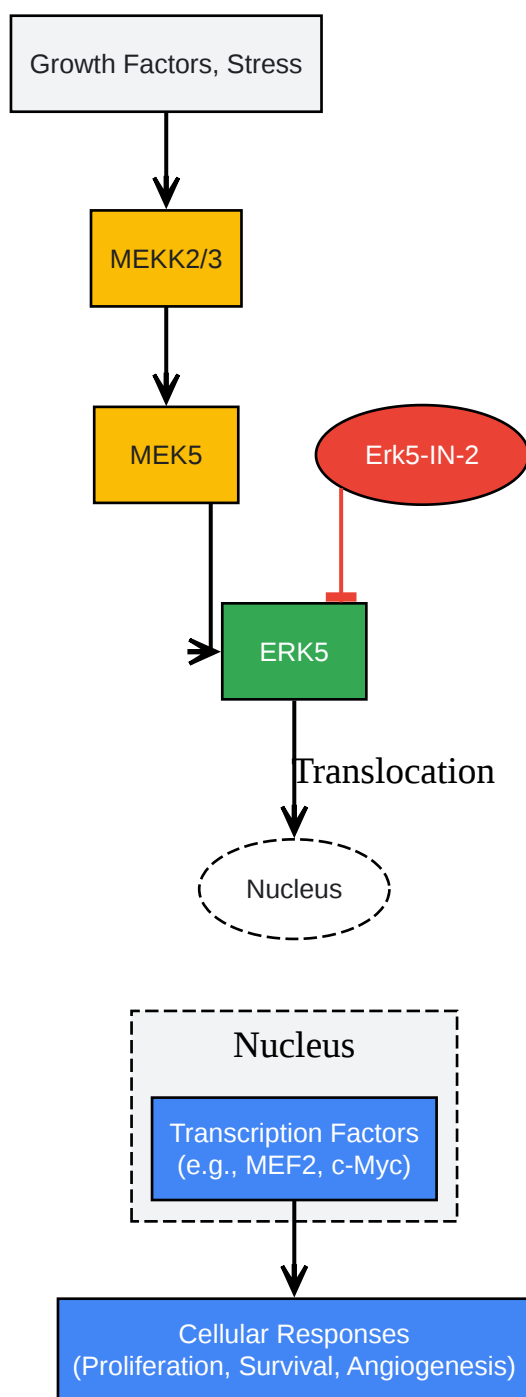 Growth Factors, Stress
MEKK2/3
MEK5
Erk5-IN-2
ERK5
Translocation
Nucleus
Nucleus
Transcription Factors
(e.g., MEF2, c-Myc)
Cellular Responses
(Proliferation, Survival, Angiogenesis)